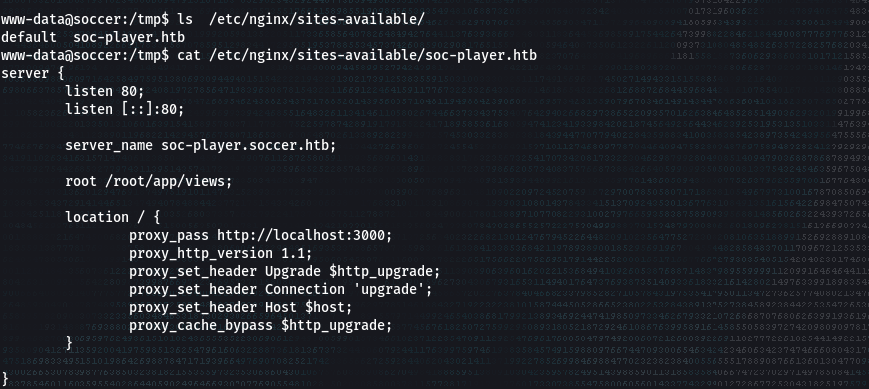 www-data@soccer:/tmp$ ls  /etc/nginx/sites-available/
default  soc-player.htb
www-data@soccer:/tmp$ cat /etc/nginx/sites-available/soc-player.htb
server {
        listen 80;
        listen [::]:80;

        server_name soc-player.soccer.htb;

        root /root/app/views;

        location / {
                proxy_pass http://localhost:3000;
                proxy_http_version 1.1;
                proxy_set_header Upgrade $http_upgrade;
                proxy_set_header Connection 'upgrade';
                proxy_set_header Host $host;
                proxy_cache_bypass $http_upgrade;
        }

}